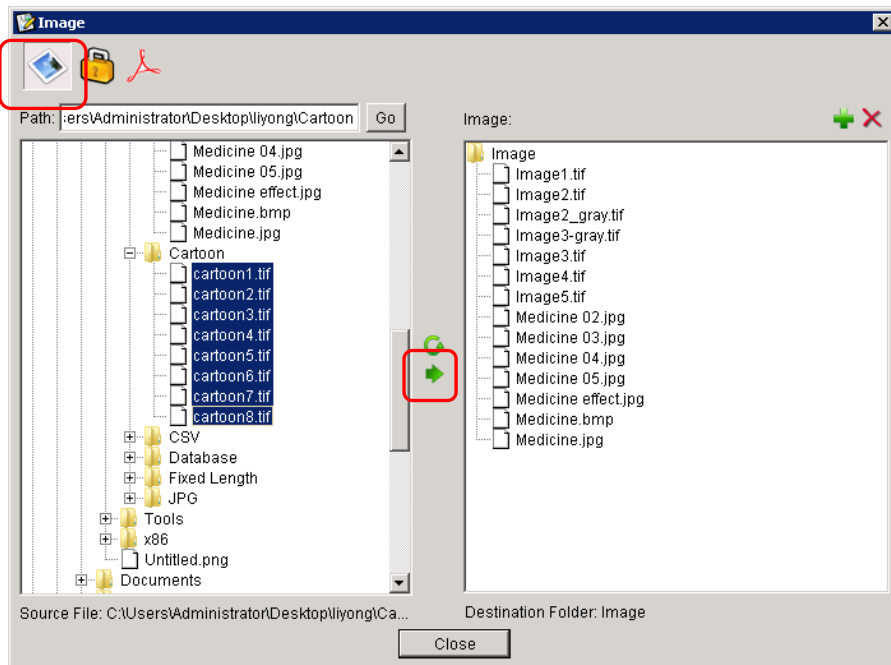 Image
Path: :ers\Administrator\Desktop\liyong\Cartoon Go
Medicine 04.jpg
Medicine 05.jpg
Medicine effect.jpg
Medicine.bmp
Medicine.jpg
Cartoon
cartoon1.tif
cartoon2.tif
cartoon3.tif
cartoon4.tif
cartoon5.tif
cartoon6.tif
cartoon7.tif
cartoon8.tif
CSV
Database
Fixed Length
JPG
Tools
x86
Untitled.png
Documents
Source File: C:\Users\Administrator\Desktop\liyong\Ca...
Image:
Image
Image1.tif
Image2.tif
Image2_gray.tif
Image3-gray.tif
Image3.tif
Image4.tif
Image5.tif
Medicine 02.jpg
Medicine 03.jpg
Medicine 04.jpg
Medicine 05.jpg
Medicine effect.jpg
Medicine.bmp
Medicine.jpg
Destination Folder: Image
Close